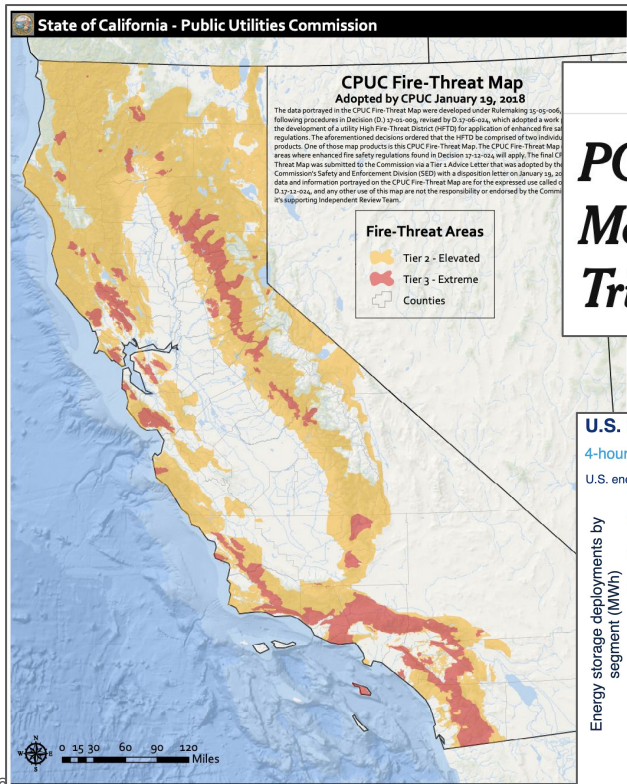 State of California - Public Utilities Commission
CPUC Fire-Threat Map
Adopted by CPUC January 19, 2018
The data portrayed in the CPUC Fire-Threat Map were developed under Rulemaking 15-05-006,
following procedures in Decision (D.) 17-01-009, revised by D.17-06-024, which adopted a work
the development of a utility High Fire-Threat District (HFTD) for application of enhanced fire saf
regulations. The aforementioned decisions ordered that the HFTD be comprised of two individu
products. One of those map products is this CPUC Fire-Threat Map. The CPUC Fire-Threat Map
areas where enhanced fire safety regulations found in Decision 17-12-024 will apply. The final CF
Threat Map was submitted to the Commission via a Tier 1 Advice Letter that was adopted by the
Commission's Safety and Enforcement Division (SED) with a disposition letter on January 19, 20
data and information portrayed on the CPUC Fire-Threat Map are for the expressed use called o
D.17-12-024, and any other use of this map are not the responsibility or endorsed by the Commi
it's supporting Independent Review Team.
Fire-Threat Areas
Tier 2 - Elevated
Tier 3 - Extreme
Counties
PG
Mo
Tr
U.S.
4-hour
U.S. ene
Energy storage deployments by
segment (MWh)
N
W E
S
0 15 30 60 90 120
Miles